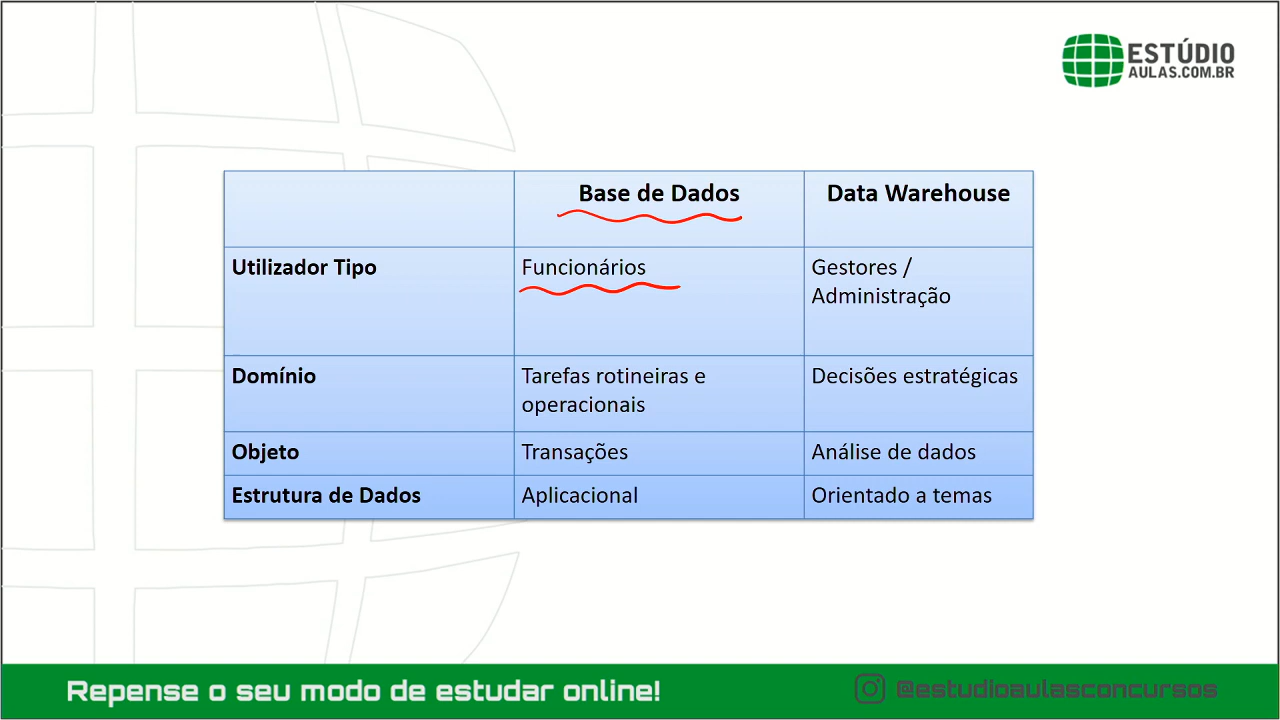 ESTÚDIO
AULAS.COM.BR
Base de Dados
Data Warehouse
Utilizador Tipo
Funcionários
Gestores /
Administração
Domínio
Tarefas rotineiras e
operacionais
Decisões estratégicas
Objeto
Transações
Análise de dados
Estrutura de Dados
Aplicacional
Orientado a temas
Repense o seu modo de estudar online!
@estudioaulasconcursos